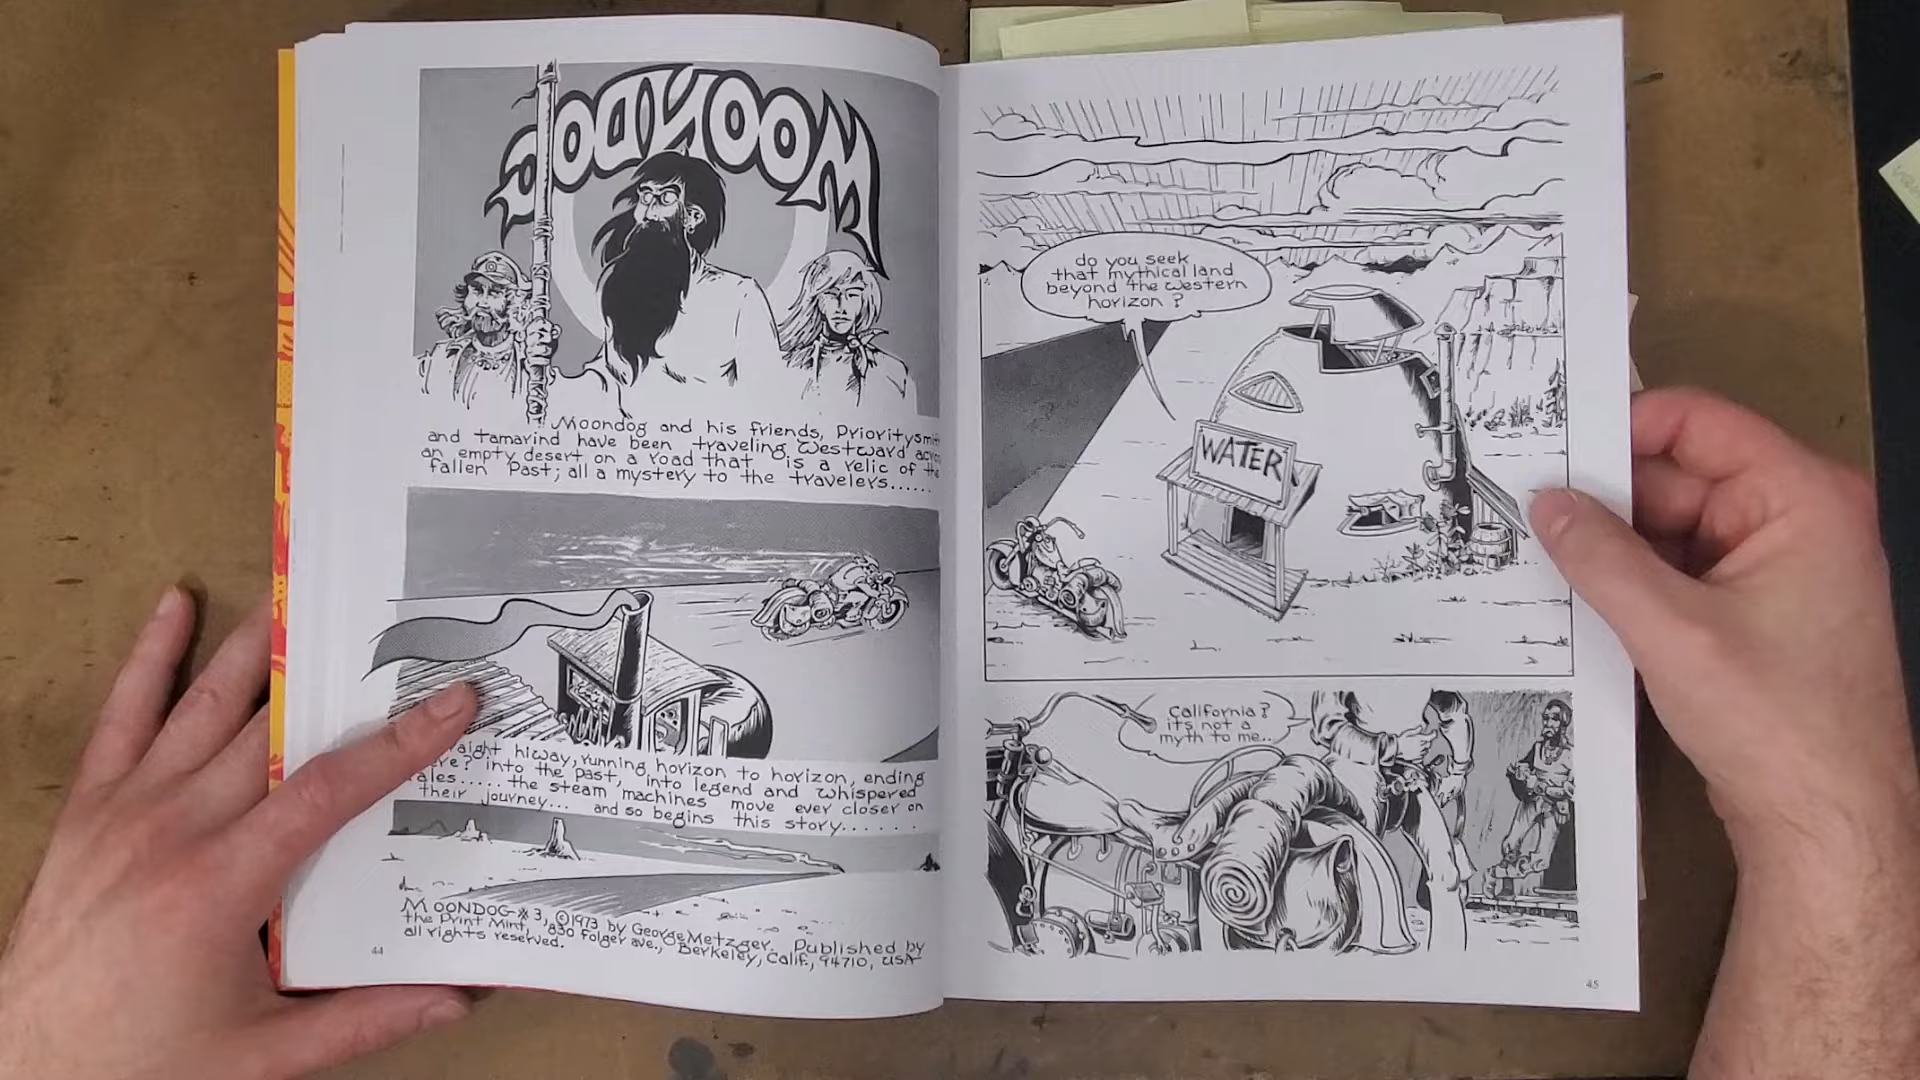 MOONDOG
Moondog and his friends, Prioritysmi
and tamarind have been traveling Westward acro
an empty desert on a road that is a relic of the
fallen past; all a mystery to the travelers......
raight hiway, running horizon to horizon, ending
ere? into the past, into legend and whispered
ales..... the steam machines move ever closer on
their journey... and so begins this story......
MOONDOG #3, ©1973 by George Metzger. Published by
the Print Mint, 830 Folger ave., Berkeley, Calif., 94710, USA
all rights reserved.
44
do you seek
that mythical land
beyond the western
horizon?
WATER
California?
its not a
myth to me..
45